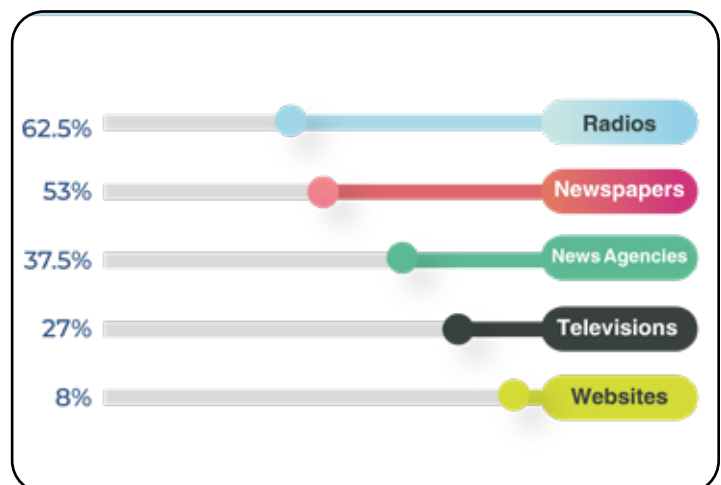 62.5% Radios
53% Newspapers
37.5% News Agencies
27% Televisions
8% Websites